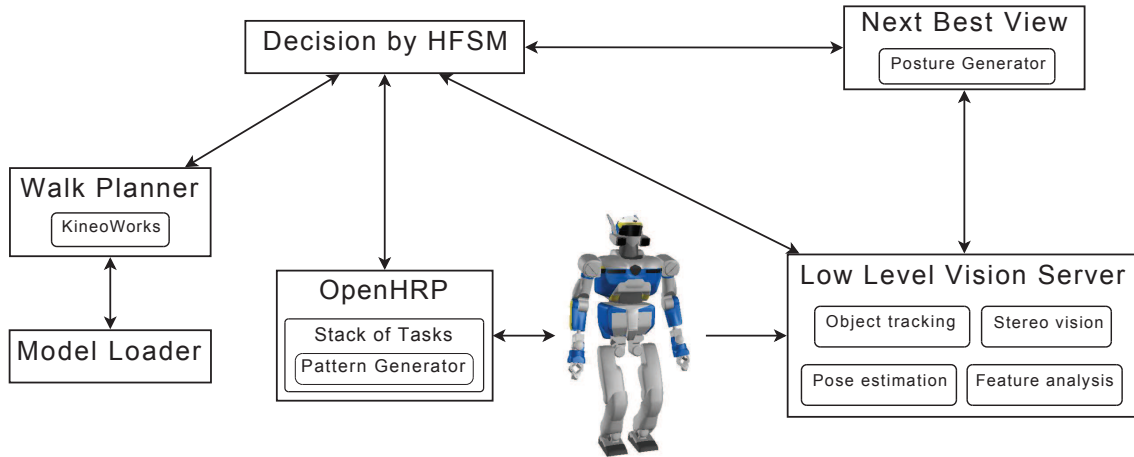 Decision by HFSM
Next Best View
Posture Generator
Walk Planner
KineoWorks
Model Loader
OpenHRP
Stack of Tasks
Pattern Generator
Low Level Vision Server
Object tracking
Stereo vision
Pose estimation
Feature analysis